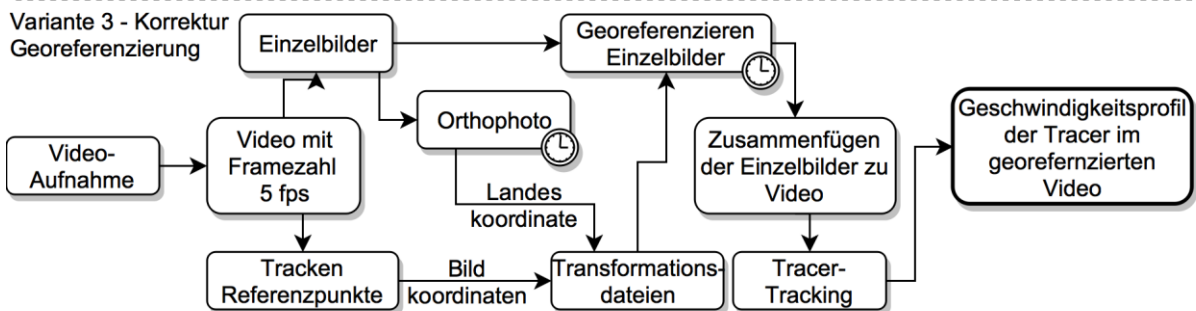 Variante 3 - Korrektur
Georeferenzierung
Einzelbilder
Georeferenzieren
Einzelbilder
Orthophoto
Video-
Aufnahme
Video mit
Framezahl
5 fps
Landes
koordinate
Zusammenfügen
der Einzelbilder zu
Video
Geschwindigkeitsprofil
der Tracer im
georefernzierten
Video
Tracken
Referenzpunkte
Bild
koordinaten
Transformations-
dateien
Tracer-
Tracking